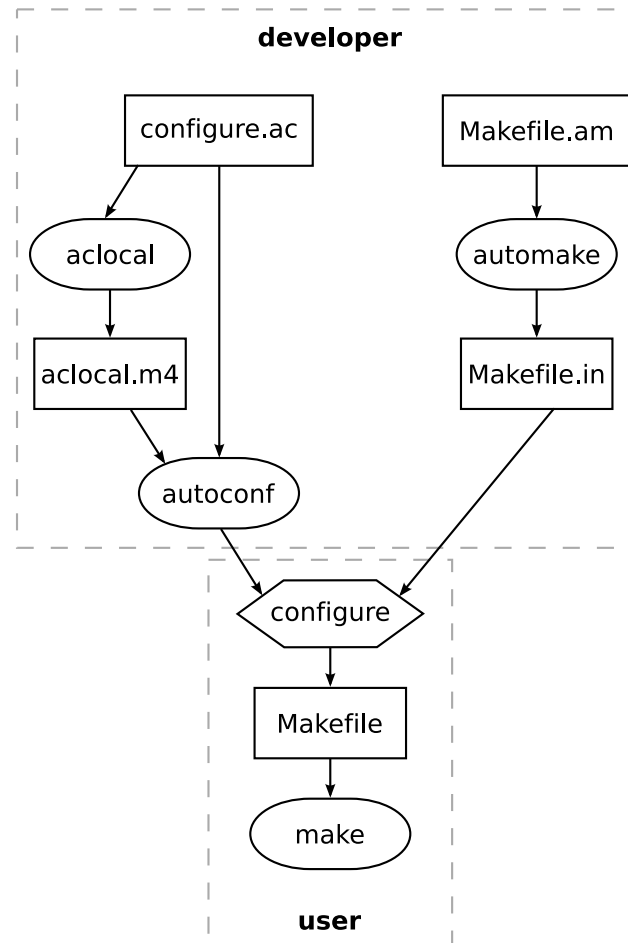 developer
configure.ac
Makefile.am
aclocal
automake
aclocal.m4
Makefile.in
autoconf
configure
Makefile
make
user